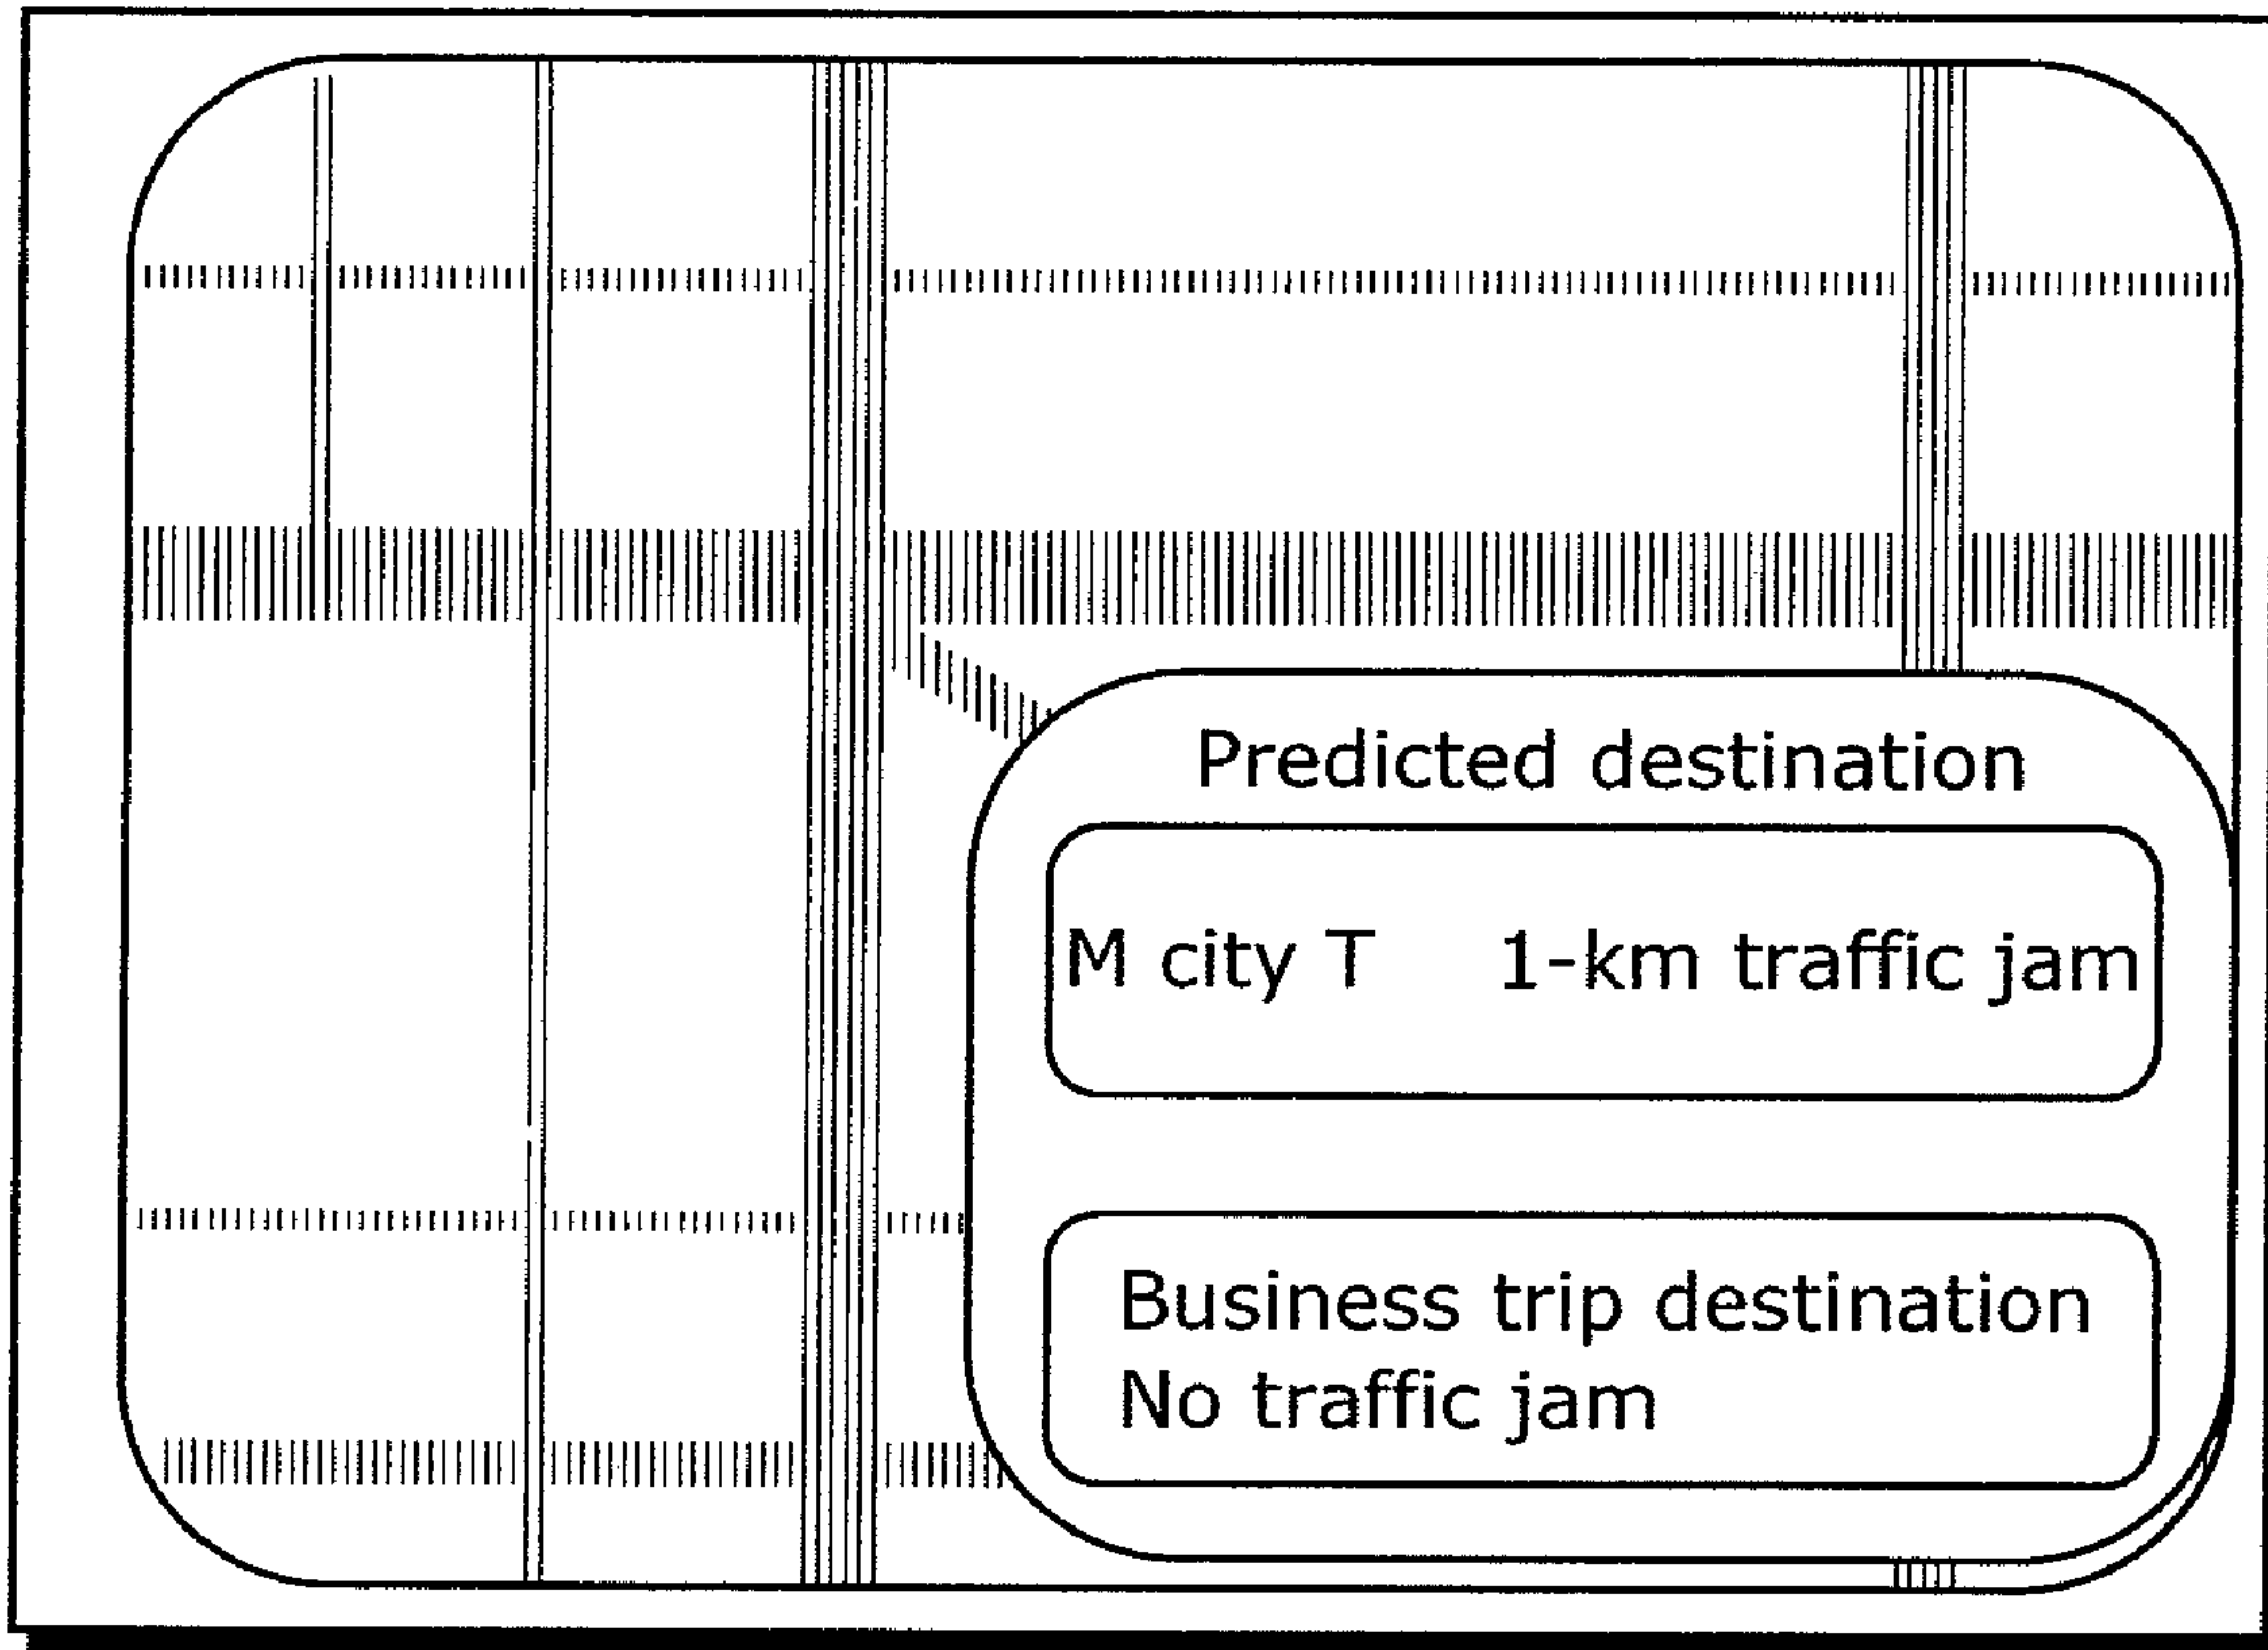 Predicted destination
M city T 1-km traffic jam
Business trip destination
No traffic jam